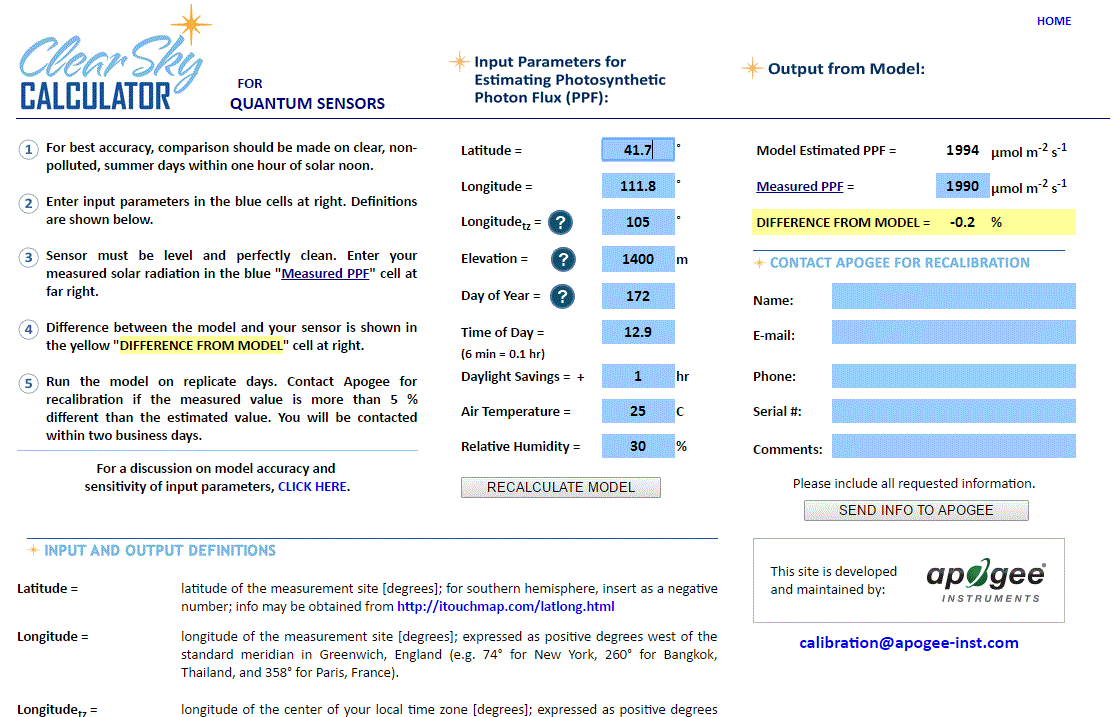 HOME
Clear Sky
CALCULATOR
FOR
QUANTUM SENSORS
Input Parameters for
Estimating Photosynthetic
Photon Flux (PPF):
Output from Model:
1 For best accuracy, comparison should be made on clear, non-
polluted, summer days within one hour of solar noon.
2 Enter input parameters in the blue cells at right. Definitions
are shown below.
3 Sensor must be level and perfectly clean. Enter your
measured solar radiation in the blue "Measured PPF" cell at
far right.
4 Difference between the model and your sensor is shown in
the yellow "DIFFERENCE FROM MODEL" cell at right.
5 Run the model on replicate days. Contact Apogee for
recalibration if the measured value is more than 5 %
different than the estimated value. You will be contacted
within two business days.
For a discussion on model accuracy and
sensitivity of input parameters, CLICK HERE.
Latitude = 41.7 °
Longitude = 111.8 °
Longitudetz = ? 105 °
Elevation = ? 1400 m
Day of Year = ? 172
Time of Day = 12.9
(6 min = 0.1 hr)
Daylight Savings = + 1 hr
Air Temperature = 25 C
Relative Humidity = 30 %
RECALCULATE MODEL
Model Estimated PPF = 1994 μmol m-2 s-1
Measured PPF = 1990 μmol m-2 s-1
DIFFERENCE FROM MODEL = -0.2 %
CONTACT APOGEE FOR RECALIBRATION
Name:
E-mail:
Phone:
Serial #:
Comments:
Please include all requested information.
SEND INFO TO APOGEE
This site is developed
and maintained by:
apogee®
INSTRUMENTS
calibration@apogee-inst.com
INPUT AND OUTPUT DEFINITIONS
Latitude = latitude of the measurement site [degrees]; for southern hemisphere, insert as a negative
number; info may be obtained from http://itouchmap.com/latlong.html
Longitude = longitude of the measurement site [degrees]; expressed as positive degrees west of the
standard meridian in Greenwich, England (e.g. 74° for New York, 260° for Bangkok,
Thailand, and 358° for Paris, France).
Longitudetz = longitude of the center of your local time zone [degrees]; expressed as positive degrees